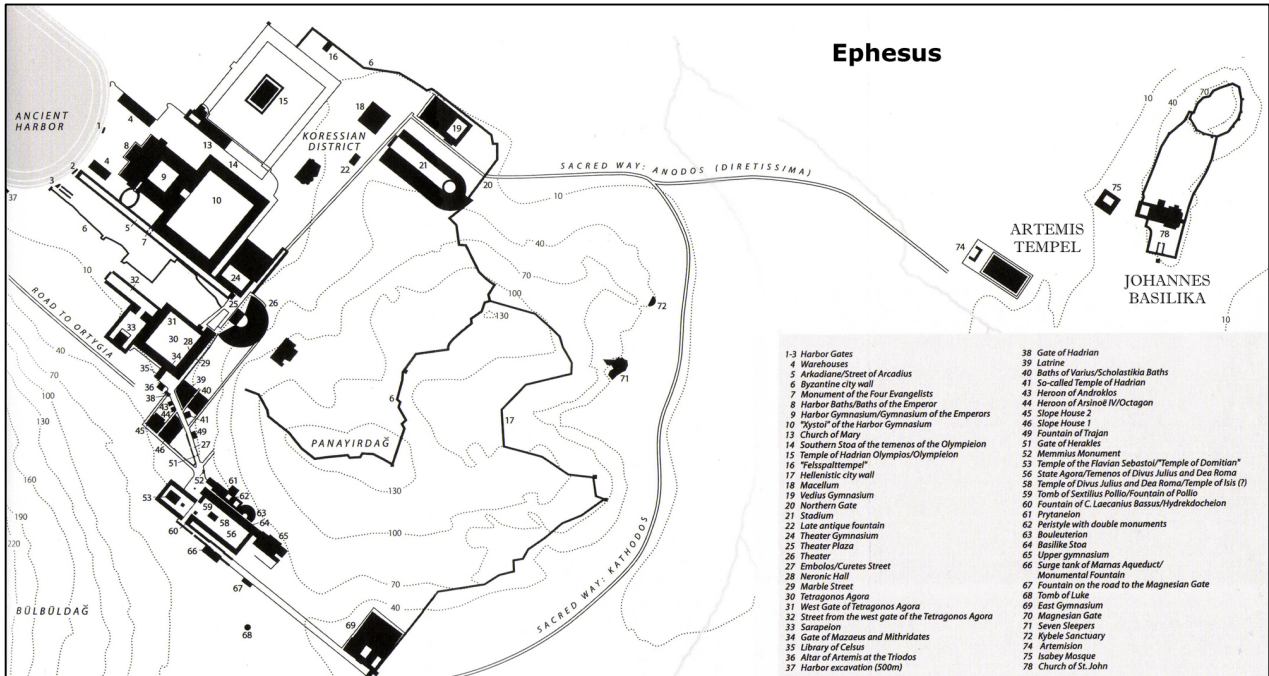 Ephesus
ANCIENT
HARBOR
KORESSIAN
DISTRICT
SACRED WAY: ANODOS (DIRETISSIMA)
ARTEMIS
TEMPEL
JOHANNES
BASILIKA
ROAD TO ORTYGIA
PANAYIRDAĞ
BÜLBÜLDAĞ
SACRED WAY: KATHODOS
1-3 Harbor Gates
4 Warehouses
5 Arkadiane/Street of Arcadius
6 Byzantine city wall
7 Monument of the Four Evangelists
8 Harbor Baths/Baths of the Emperor
9 Harbor Gymnasium/Gymnasium of the Emperors
10 "Xystoi" of the Harbor Gymnasium
13 Church of Mary
14 Southern Stoa of the temenos of the Olympieion
15 Temple of Hadrian Olympios/Olympieion
16 "Felsspalttempel"
17 Hellenistic city wall
18 Macellum
19 Vedius Gymnasium
20 Northern Gate
21 Stadium
22 Late antique fountain
24 Theater Gymnasium
25 Theater Plaza
26 Theater
27 Embolos/Curetes Street
28 Neronic Hall
29 Marble Street
30 Tetragonos Agora
31 West Gate of Tetragonos Agora
32 Street from the west gate of the Tetragonos Agora
33 Sarapeion
34 Gate of Mazaeus and Mithridates
35 Library of Celsus
36 Altar of Artemis at the Triodos
37 Harbor excavation (500m)
38 Gate of Hadrian
39 Latrine
40 Baths of Varius/Scholastikia Baths
41 So-called Temple of Hadrian
43 Heroon of Androklos
44 Heroon of Arsinoë IV/Octagon
45 Slope House 2
46 Slope House 1
49 Fountain of Trajan
51 Gate of Herakles
52 Memmius Monument
53 Temple of the Flavian Sebastoi/"Temple of Domitian"
56 State Agora/Temenos of Divus Julius and Dea Roma
58 Temple of Divus Julius and Dea Roma/Temple of Isis (?)
59 Tomb of Sextilius Pollio/Fountain of Pollio
60 Fountain of C. Laecanius Bassus/Hydrekdocheion
61 Prytaneion
62 Peristyle with double monuments
63 Bouleuterion
64 Basilike Stoa
65 Upper gymnasium
66 Surge tank of Marnas Aqueduct/
Monumental Fountain
67 Fountain on the road to the Magnesian Gate
68 Tomb of Luke
69 East Gymnasium
70 Magnesian Gate
71 Seven Sleepers
72 Kybele Sanctuary
74 Artemision
75 Isabey Mosque
78 Church of St. John